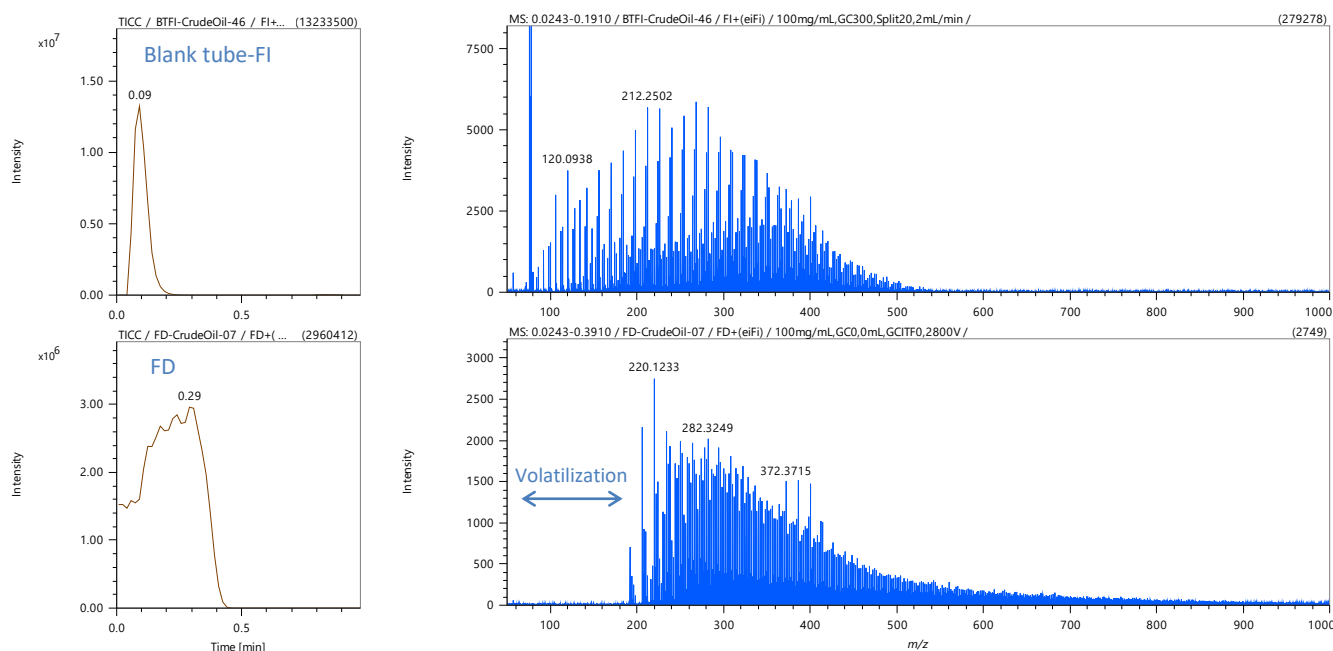 TICC / BTFI-CrudeOil-46 / FI+... (13233500)
x10⁷
Blank tube-FI
0.09
1.50
1.00
0.50
0.00
Intensity
0.0 0.5
MS: 0.0243-0.1910 / BTFI-CrudeOil-46 / FI+(eiFi) / 100mg/mL,GC300,Split20,2mL/min / (279278)
7500
5000
2500
0
Intensity
212.2502
120.0938
100 200 300 400 500 600 700 800 900 1000
TICC / FD-CrudeOil-07 / FD+( ... (2960412)
x10⁶
FD
0.29
3.00
2.00
1.00
0.00
Intensity
0.0 0.5
Time [min]
MS: 0.0243-0.3910 / FD-CrudeOil-07 / FD+(eiFi) / 100mg/mL,GC0,0mL,GCITF0,2800V /  (2749)
3000
2500
2000
1500
1000
500
0
Intensity
220.1233
282.3249
372.3715
Volatilization
100 200 300 400 500 600 700 800 900 1000
m/z